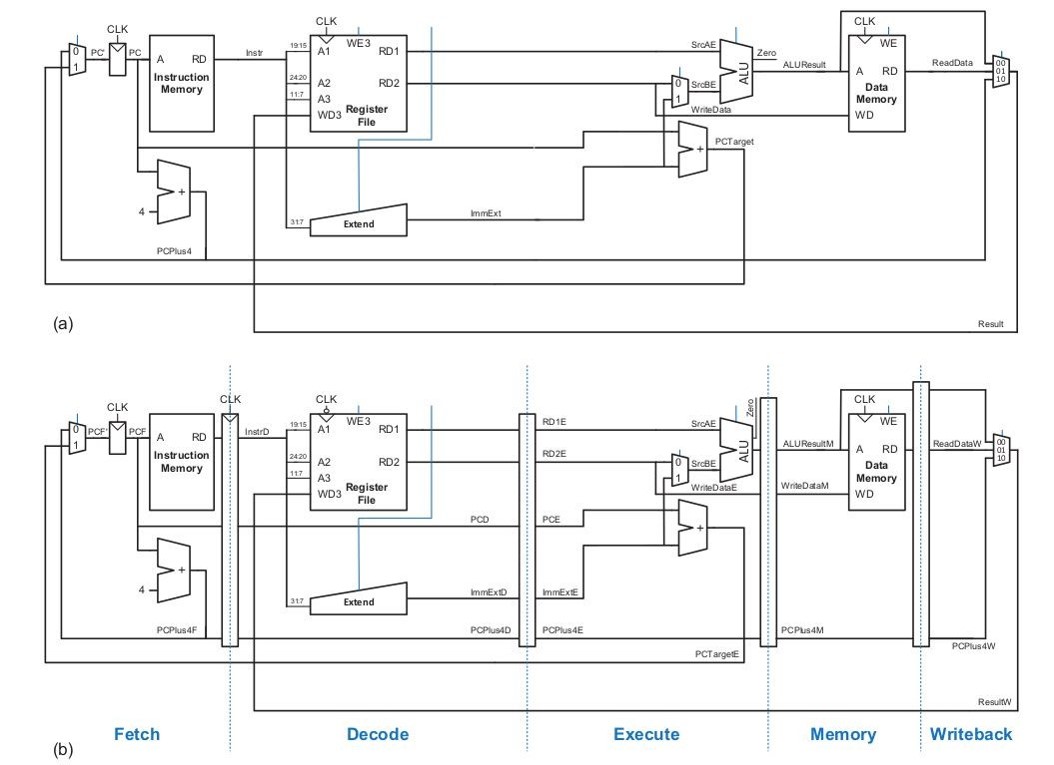 CLK
CLK
CLK
0
1
PC'
PC
A
RD
Instruction
Memory
Instr
19:15
A1
WE3
RD1
24:20
A2
RD2
11:7
A3
Register
File
WD3
SrcAE
0
1
SrcBE
ALU
Zero
ALUResult
WE
A
RD
Data
Memory
WD
ReadData
00
01
10
WriteData
+
PCTarget
+
4
31:7
Extend
ImmExt
PCPlus4
(a)
Result
CLK
CLK
CLK
CLK
0
1
PCF'
PCF
A
RD
Instruction
Memory
InstrD
19:15
A1
WE3
RD1
24:20
A2
RD2
11:7
A3
Register
File
WD3
RD1E
RD2E
SrcAE
0
1
SrcBE
ALU
Zero
ALUResultM
WE
A
RD
Data
Memory
WD
ReadDataW
00
01
10
WriteDataE
WriteDataM
PCD
PCE
+
+
4
31:7
Extend
ImmExtD
ImmExtE
PCPlus4F
PCPlus4D
PCPlus4E
PCPlus4M
PCPlus4W
PCTargetE
ResultW
Fetch
Decode
Execute
Memory
Writeback
(b)